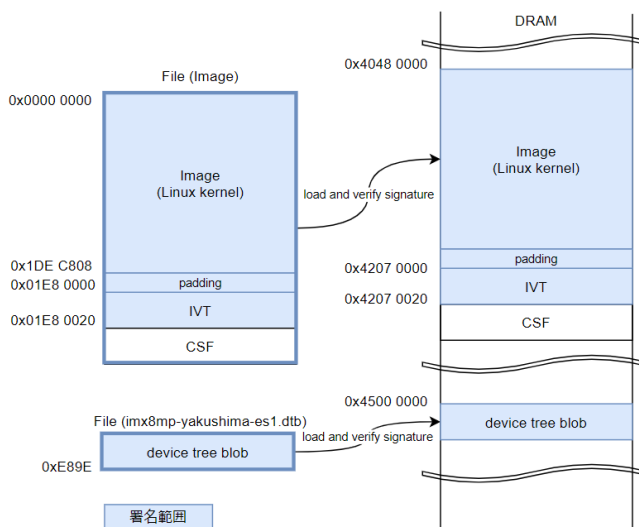 DRAM
0x4048 0000
File (Image)
0x0000 0000
Image
(Linux kernel)
Image
(Linux kernel)
load and verify signature
0x1DE C808
padding
0x01E8 0000
IVT
0x01E8 0020
CSF
padding
0x4207 0000
IVT
0x4207 0020
CSF
0x4500 0000
File (imx8mp-yakushima-es1.dtb)
load and verify signature
device tree blob
device tree blob
0xE89E
署名範囲